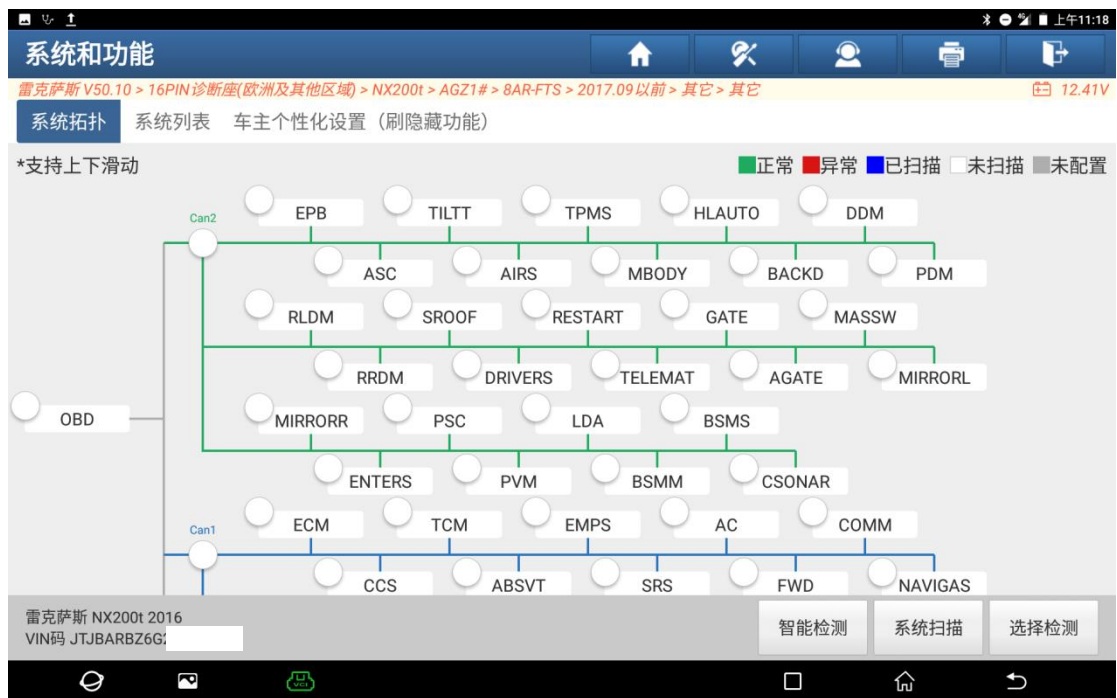 上午11:18
系统和功能
雷克萨斯 V50.10 > 16PIN诊断座(欧洲及其他区域) > NX200t > AGZ1# > 8AR-FTS > 2017.09以前 > 其它 > 其它 12.41V
系统拓扑 系统列表 车主个性化设置（刷隐藏功能）
*支持上下滑动 正常 异常 已扫描 未扫描 未配置
Can2 EPB TILTT TPMS HLAUTO DDM
ASC AIRS MBODY BACKD PDM
RLDM SROOF RESTART GATE MASSW
RRDM DRIVERS TELEMAT AGATE MIRRORL
OBD MIRRORR PSC LDA BSMS
ENTERS PVM BSMM CSONAR
Can1 ECM TCM EMPS AC COMM
CCS ABSVT SRS FWD NAVIGAS
雷克萨斯 NX200t 2016
VIN码 JTJBARBZ6G2
智能检测 系统扫描 选择检测
VCI